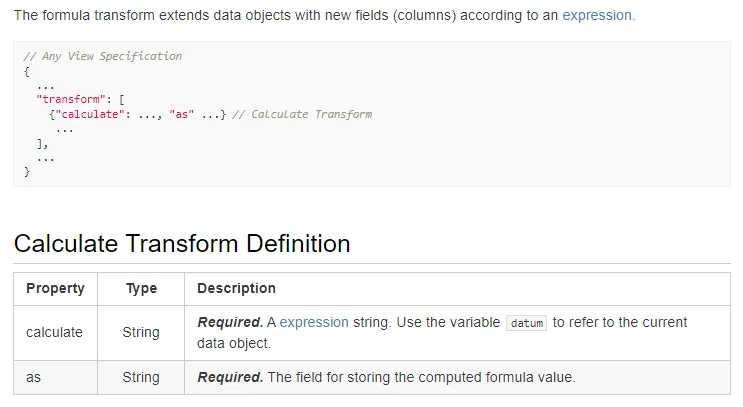 The formula transform extends data objects with new fields (columns) according to an expression.
// Any View Specification
{
...
"transform": [
{"calculate": ..., "as" ...} // Calculate Transform
...
],
...
}
Calculate Transform Definition
Property Type Description
calculate String Required. A expression string. Use the variable datum to refer to the current
data object.
as String Required. The field for storing the computed formula value.